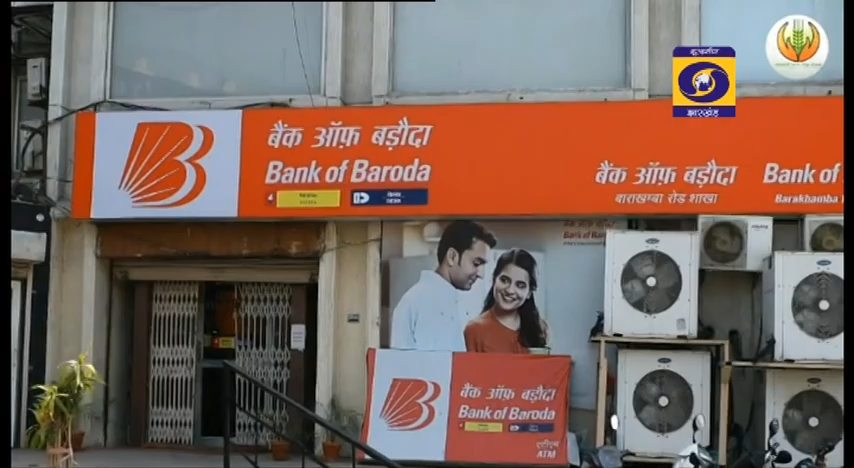 दूरदर्शन
झारखंड
बैंक ऑफ़ बड़ौदा
Bank of Baroda
बैंक ऑफ़ बड़ौदा
बाराखम्बा रोड शाखा
Bank of
Barakhamba
बैंक ऑफ़ बड़ौदा
Bank of Baroda
एटीएम
ATM